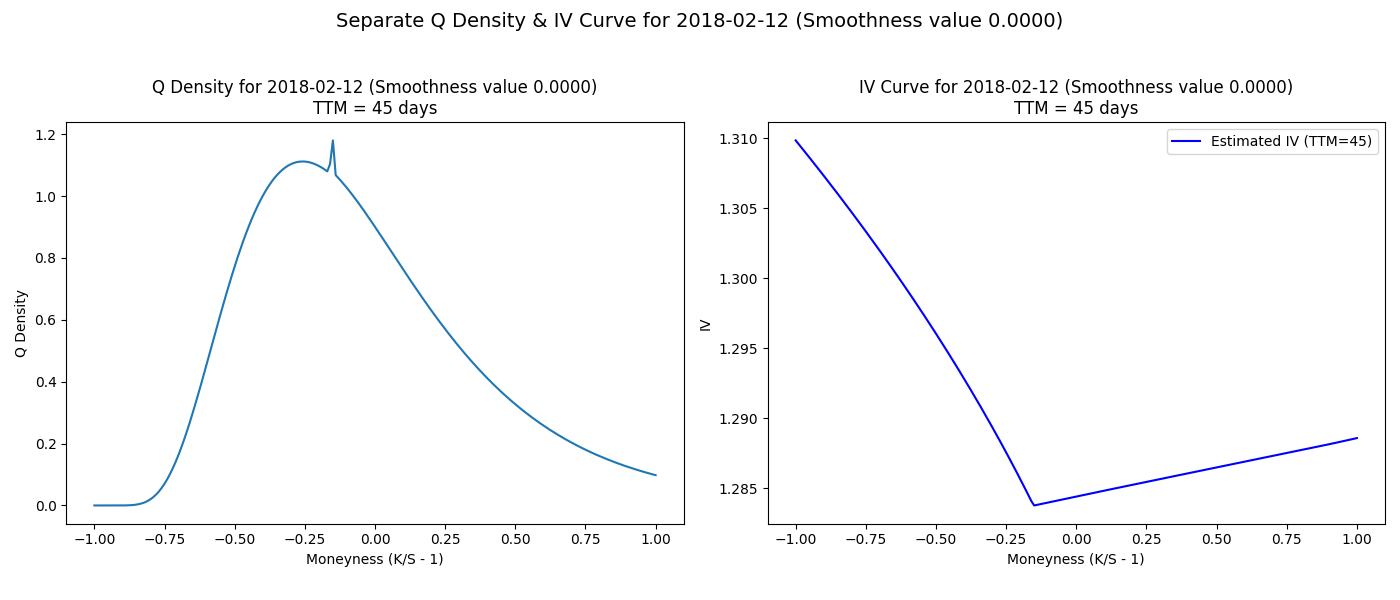 Separate Q Density & IV Curve for 2018-02-12 (Smoothness value 0.0000)
Q Density for 2018-02-12 (Smoothness value 0.0000)
TTM = 45 days
1.2
1.0
0.8
0.6
0.4
0.2
0.0
Q Density
−1.00 −0.75 −0.50 −0.25 0.00 0.25 0.50 0.75 1.00
Moneyness (K/S - 1)
IV Curve for 2018-02-12 (Smoothness value 0.0000)
TTM = 45 days
Estimated IV (TTM=45)
1.310
1.305
1.300
1.295
1.290
1.285
IV
−1.00 −0.75 −0.50 −0.25 0.00 0.25 0.50 0.75 1.00
Moneyness (K/S - 1)